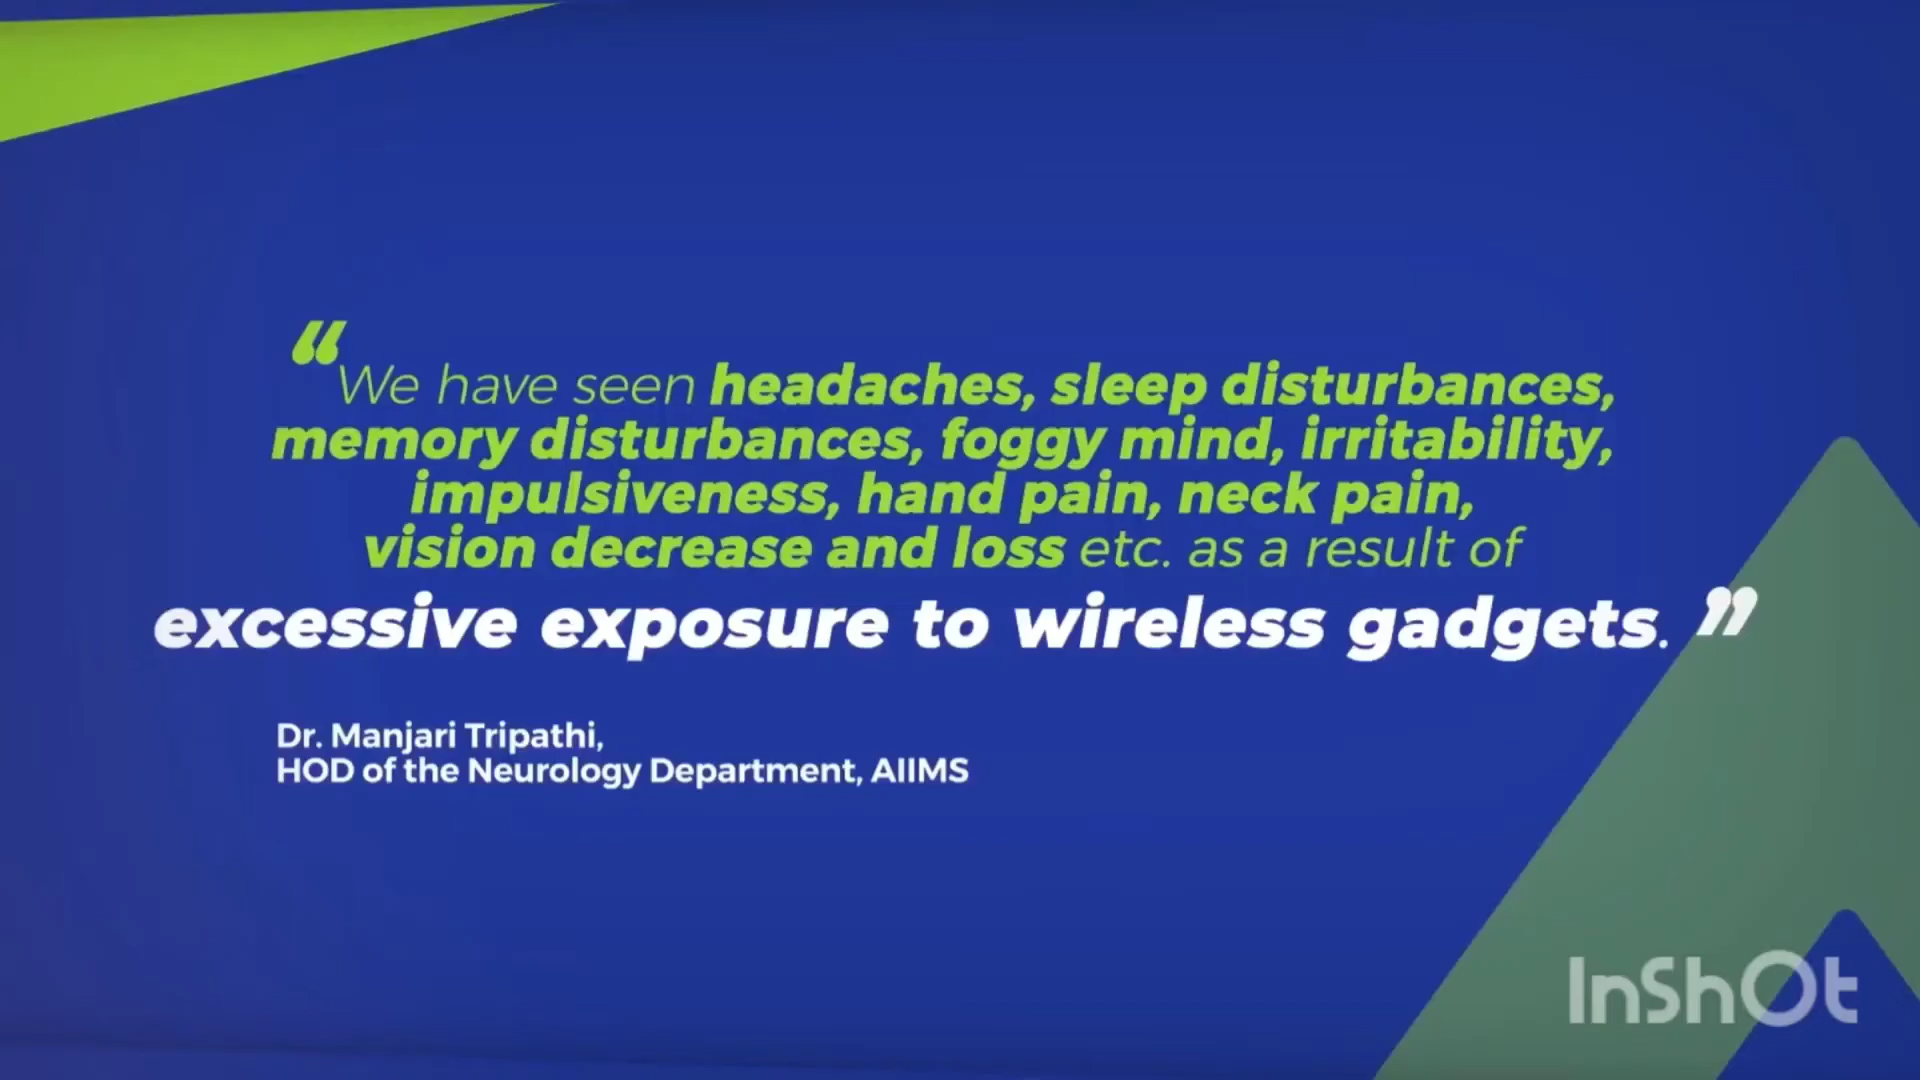 “We have seen headaches, sleep disturbances,
memory disturbances, foggy mind, irritability,
impulsiveness, hand pain, neck pain,
vision decrease and loss etc. as a result of
excessive exposure to wireless gadgets.”
Dr. Manjari Tripathi,
HOD of the Neurology Department, AIIMS
InShOt